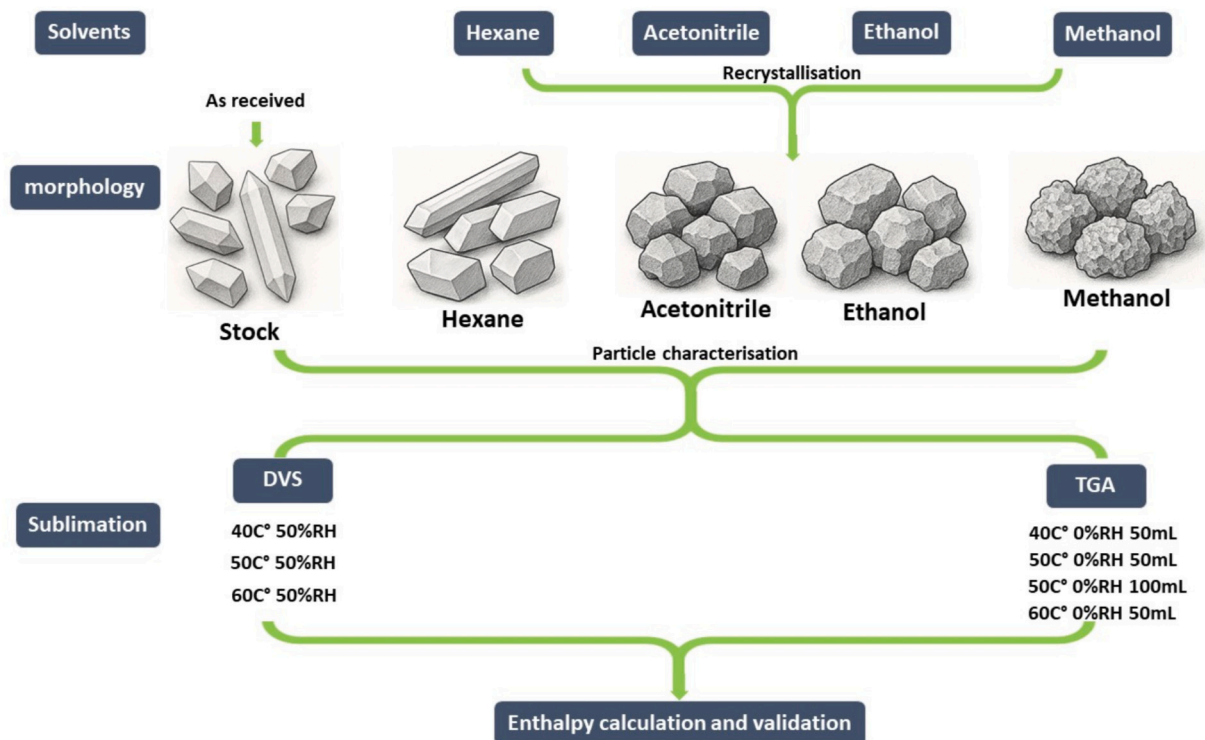 Solvents
Hexane
Acetonitrile
Ethanol
Methanol
Recrystallisation
As received
morphology
Stock
Hexane
Acetonitrile
Ethanol
Methanol
Particle characterisation
DVS
TGA
Sublimation
40C° 50%RH
50C° 50%RH
60C° 50%RH
40C° 0%RH 50mL
50C° 0%RH 50mL
50C° 0%RH 100mL
60C° 0%RH 50mL
Enthalpy calculation and validation